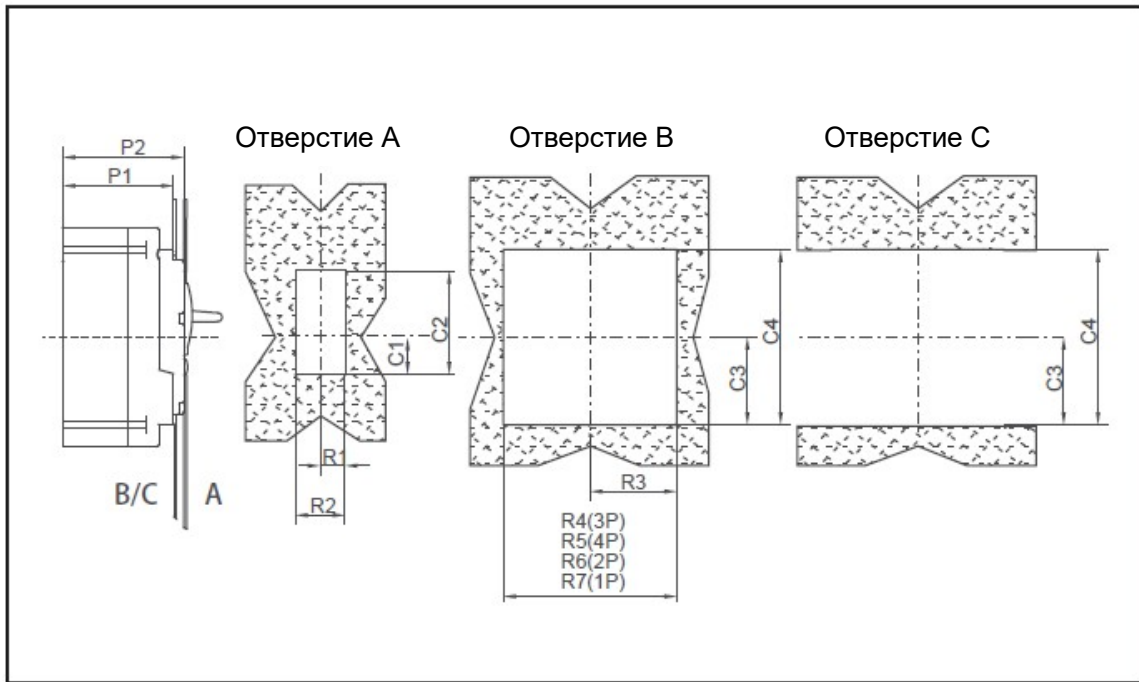 Отверстие A
Отверстие B
Отверстие C
P2
P1
C2
C1
C4
C3
C4
C3
B/C
A
R1
R2
R3
R4(3P)
R5(4P)
R6(2P)
R7(1P)